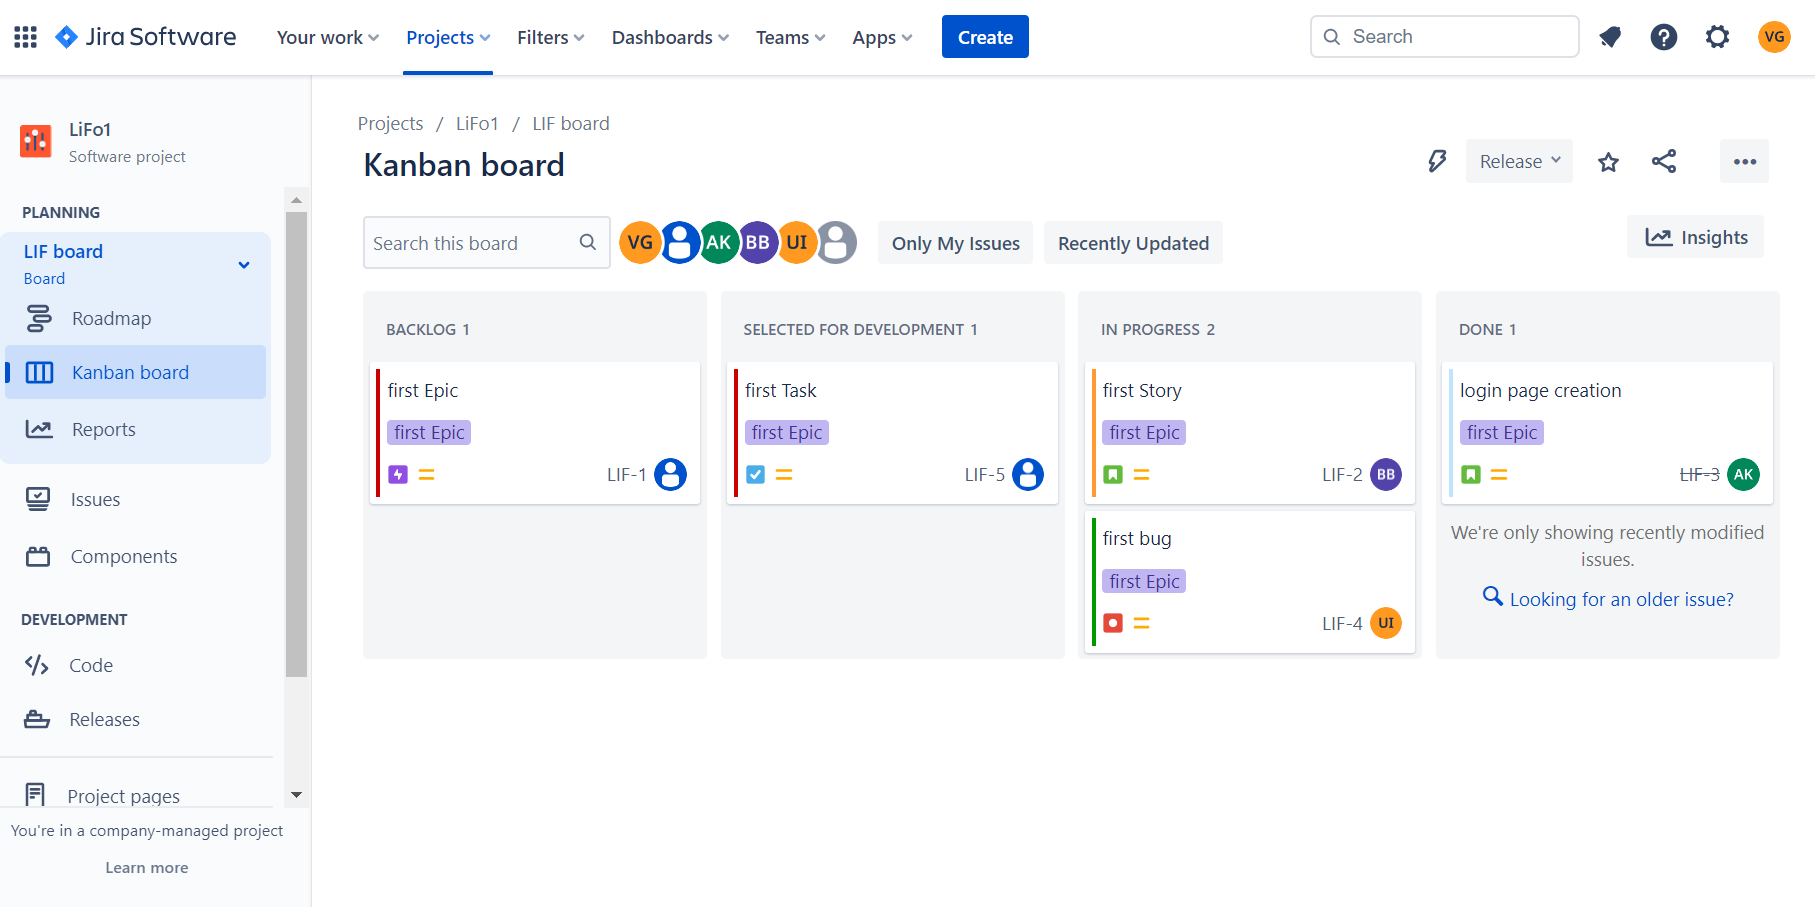 Jira Software Your work Projects Filters Dashboards Teams Apps Create Search VG
LiFo1
Software project
PLANNING
LIF board
Board
Roadmap
Kanban board
Reports
Issues
Components
DEVELOPMENT
Code
Releases
Project pages
You're in a company-managed project
Learn more
Projects / LiFo1 / LIF board
Kanban board
Release
Search this board VG AK BB UI Only My Issues Recently Updated Insights
BACKLOG 1
first Epic
first Epic
LIF-1
SELECTED FOR DEVELOPMENT 1
first Task
first Epic
LIF-5
IN PROGRESS 2
first Story
first Epic
LIF-2 BB
first bug
first Epic
LIF-4 UI
DONE 1
login page creation
first Epic
LIF-3 AK
We're only showing recently modified
issues.
Looking for an older issue?